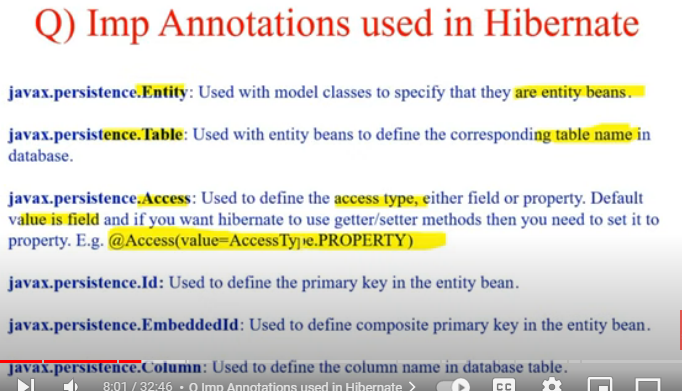 Q) Imp Annotations used in Hibernate
javax.persistence.Entity: Used with model classes to specify that they are entity beans.
javax.persistence.Table: Used with entity beans to define the corresponding table name in
database.
javax.persistence.Access: Used to define the access type, either field or property. Default
value is field and if you want hibernate to use getter/setter methods then you need to set it to
property. E.g. @Access(value=AccessType.PROPERTY)
javax.persistence.Id: Used to define the primary key in the entity bean.
javax.persistence.EmbeddedId: Used to define composite primary key in the entity bean.
javax.persistence.Column: Used to define the column name in database table.
8:01 / 32:46 • Q Imp Annotations used in Hibernate >
CC